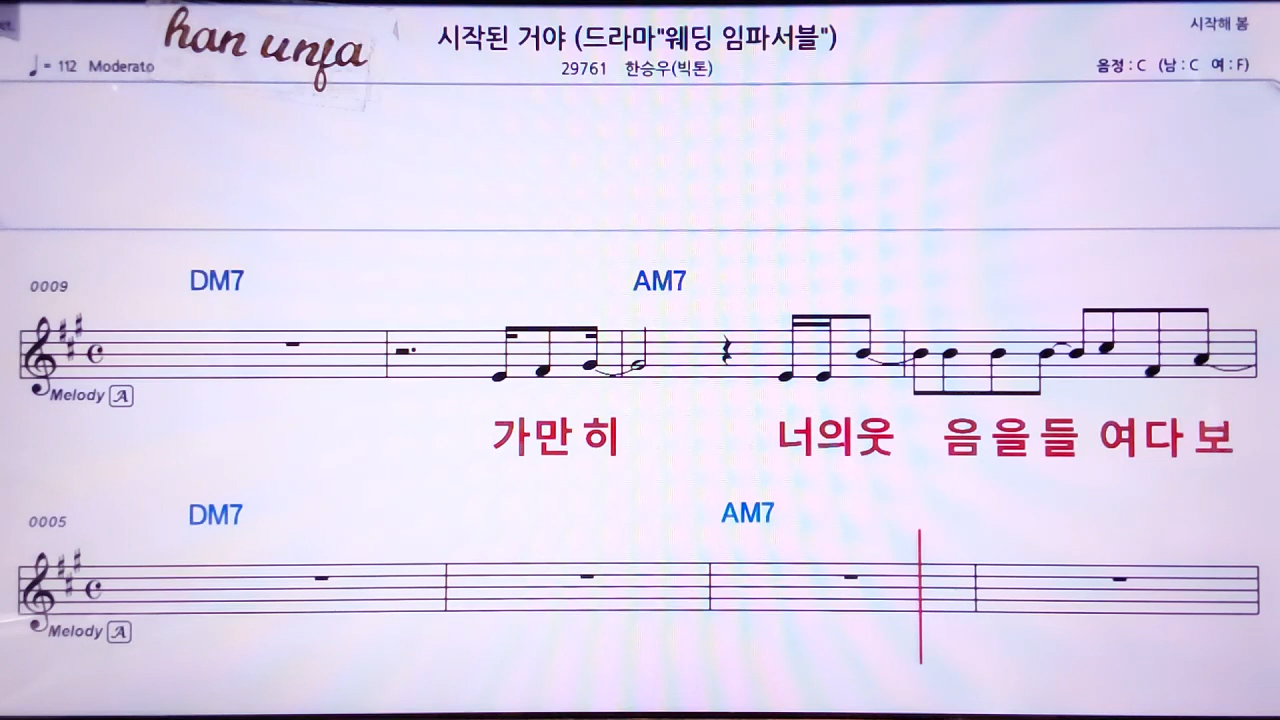 han unfa
시작된 거야 (드라마"웨딩 임파서블")
시작해 봄
♩ = 112 Moderato
29761 한승우(빅톤)
음정 : C (남 : C 여 : F)
0009
DM7 AM7
Melody A
가만히 너의웃 음을들 여다보
0005
DM7 AM7
Melody A